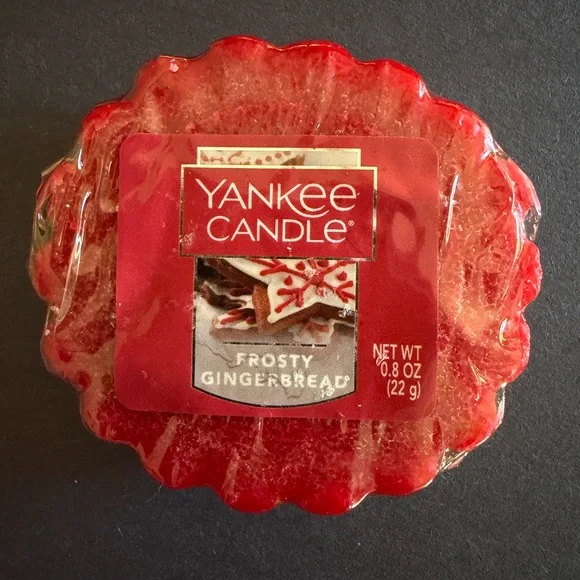 YANKEE
CANDLE®
FROSTY
GINGERBREAD®
NET WT
0.8 OZ
(22 g)